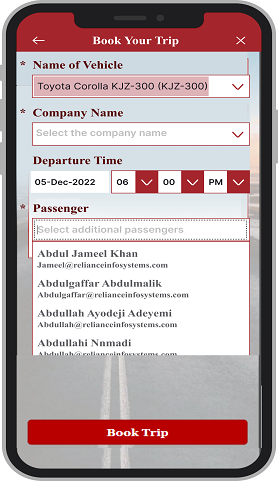 Book Your Trip
* Name of Vehicle
Toyota Corolla KJZ-300 (KJZ-300)
* Company Name
Select the company name
Departure Time
05-Dec-2022 06 00 PM
* Passenger
Select additional passengers
Abdul Jameel Khan
Jameel@relianceinfosystems.com
Abdulgaffar Abdulmalik
Abdulgaffar@relianceinfosystems.com
Abdullah Ayodeji Adeyemi
Abdullah@relianceinfosystems.com
Abdullahi Nnmadi
Abdullahi@relianceinfosystems.com
Book Trip